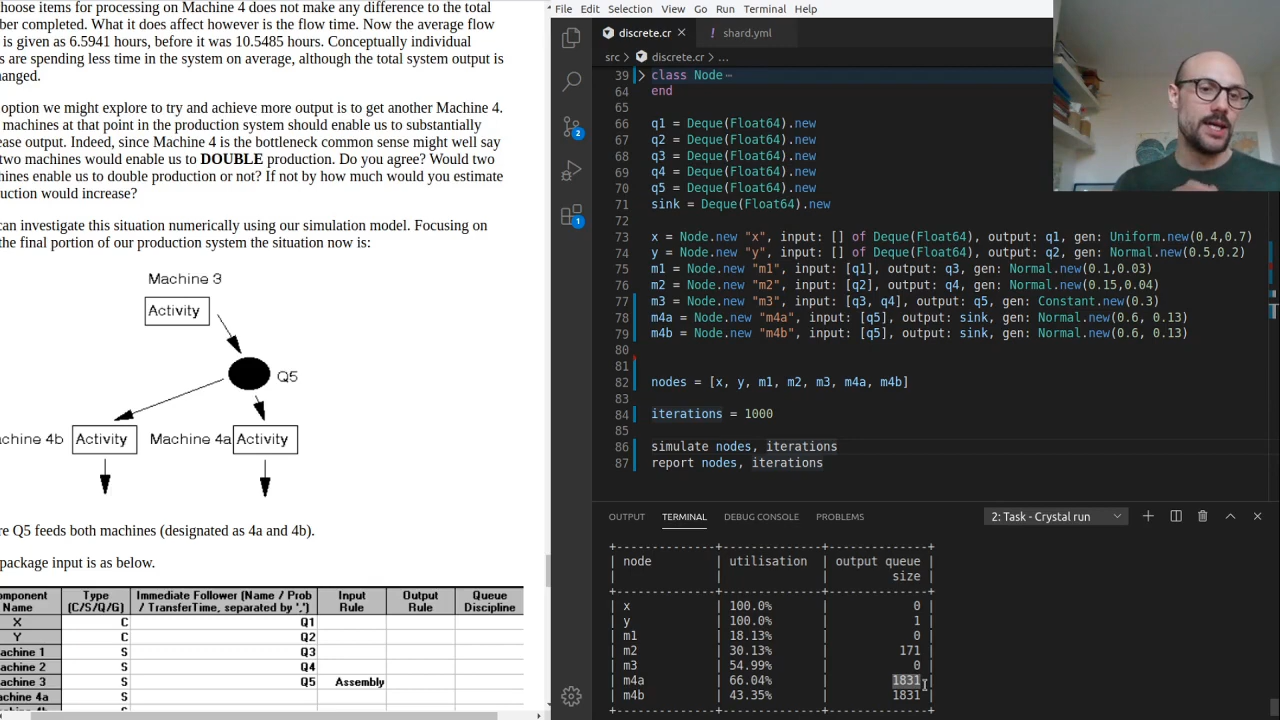 hoose items for processing on Machine 4 does not make any difference to the total
ber completed. What it does affect however is the flow time. Now the average flow
is given as 6.5941 hours, before it was 10.5485 hours. Conceptually individual
s are spending less time in the system on average, although the total system output is
hanged.
option we might explore to try and achieve more output is to get another Machine 4.
machines at that point in the production system should enable us to substantially
ease output. Indeed, since Machine 4 is the bottleneck common sense might well say
two machines would enable us to DOUBLE production. Do you agree? Would two
hines enable us to double production or not? If not by how much would you estimate
uction would increase?
can investigate this situation numerically using our simulation model. Focusing on
the final portion of our production system the situation now is:
Machine 3
Activity
Q5
achine 4b
Activity
Machine 4a
Activity
re Q5 feeds both machines (designated as 4a and 4b).
package input is as below.
omponent Name Type (C/S/Q/G) Immediate Follower (Name / Prob / TransferTime, separated by ',') Input Rule Output Rule Queue Discipline
X C Q1
Y C Q2
achine 1 S Q3
achine 2 S Q4
achine 3 S Q5 Assembly
achine 4a S
S
File Edit Selection View Go Run Terminal Help
discrete.cr × ! shard.yml
src > discrete.cr > …
39 > class Node ⋯
64 end
65
66 q1 = Deque(Float64).new
67 q2 = Deque(Float64).new
68 q3 = Deque(Float64).new
69 q4 = Deque(Float64).new
70 q5 = Deque(Float64).new
71 sink = Deque(Float64).new
72
73 x = Node.new "x", input: [] of Deque(Float64), output: q1, gen: Uniform.new(0.4,0.7)
74 y = Node.new "y", input: [] of Deque(Float64), output: q2, gen: Normal.new(0.5,0.2)
75 m1 = Node.new "m1", input: [q1], output: q3, gen: Normal.new(0.1,0.03)
76 m2 = Node.new "m2", input: [q2], output: q4, gen: Normal.new(0.15,0.04)
77 m3 = Node.new "m3", input: [q3, q4], output: q5, gen: Constant.new(0.3)
78 m4a = Node.new "m4a", input: [q5], output: sink, gen: Normal.new(0.6, 0.13)
79 m4b = Node.new "m4b", input: [q5], output: sink, gen: Normal.new(0.6, 0.13)
80
81
82 nodes = [x, y, m1, m2, m3, m4a, m4b]
83
84 iterations = 1000
85
86 simulate nodes, iterations
87 report nodes, iterations
2
1
OUTPUT TERMINAL DEBUG CONSOLE PROBLEMS 2: Task - Crystal run
+--------------+--------------+--------------+
| node | utilisation | output queue |
| | | size |
+--------------+--------------+--------------+
| x | 100.0% | 0 |
| y | 100.0% | 1 |
| m1 | 18.13% | 0 |
| m2 | 30.13% | 171 |
| m3 | 54.99% | 0 |
| m4a | 66.04% | 1831 |
| m4b | 43.35% | 1831 |
+--------------+--------------+--------------+